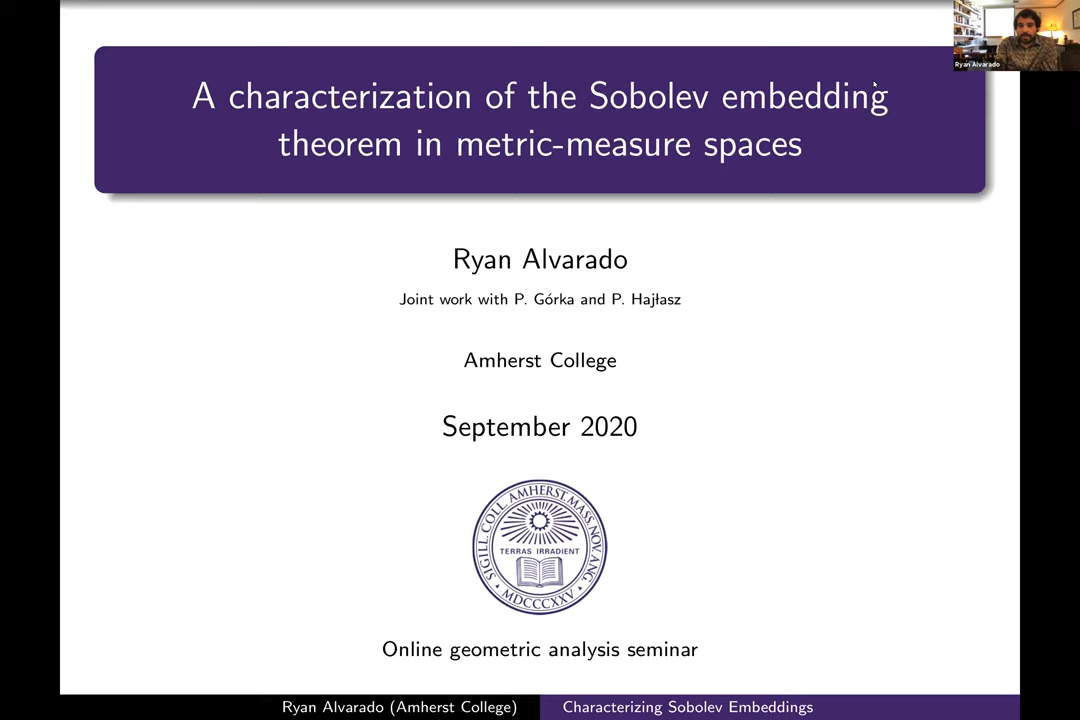 A characterization of the Sobolev embedding
theorem in metric-measure spaces
Ryan Alvarado
Ryan Alvarado
Joint work with P. Górka and P. Hajłasz
Amherst College
September 2020
SIGILL. COLL. AMHERST. MASS. NOV. ANG.
TERRAS IRRADIENT
MDCCCXXV
Online geometric analysis seminar
Ryan Alvarado (Amherst College)
Characterizing Sobolev Embeddings